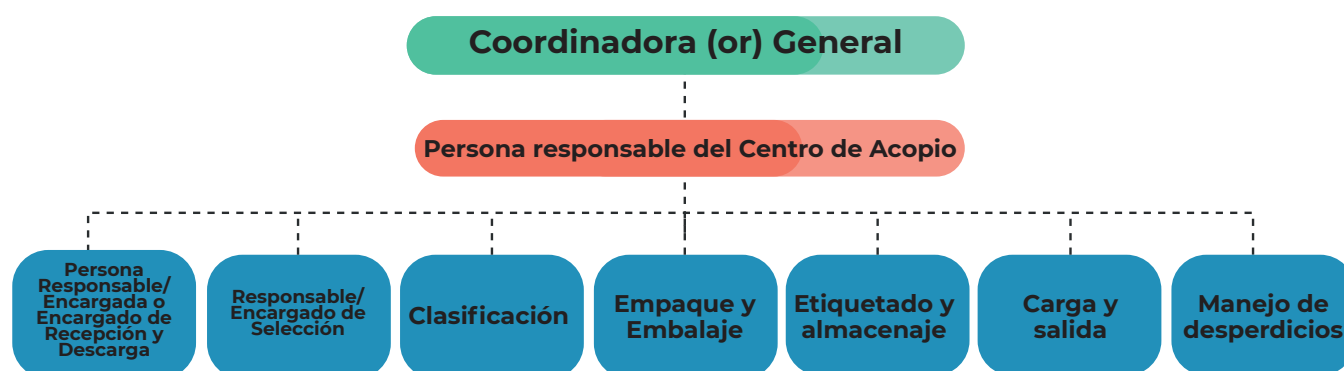 Coordinadora (or) General
Persona responsable del Centro de Acopio
Persona
Responsable/
Encargada o
Encargado de
Recepción y
Descarga
Responsable/
Encargado de
Selección
Clasificación
Empaque y
Embalaje
Etiquetado y
almacenaje
Carga y
salida
Manejo de
desperdicios